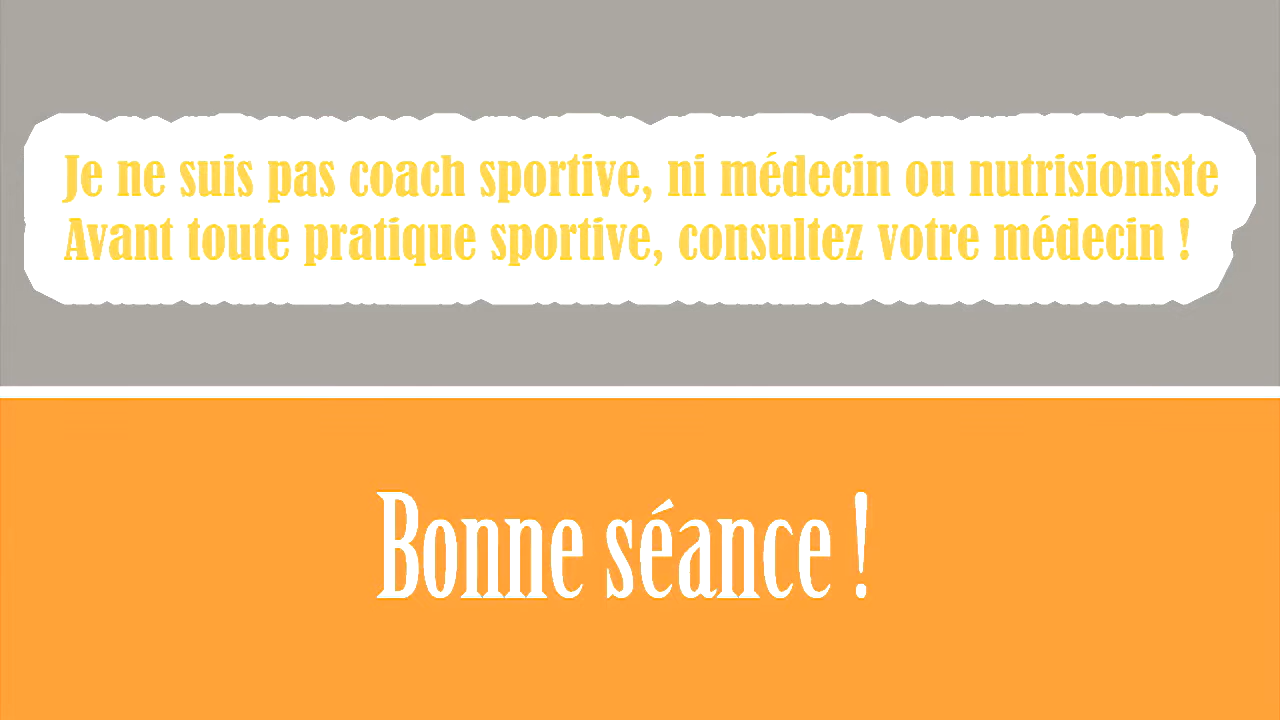 Je ne suis pas coach sportive, ni médecin ou nutrisioniste
Avant toute pratique sportive, consultez votre médecin !
Bonne séance !